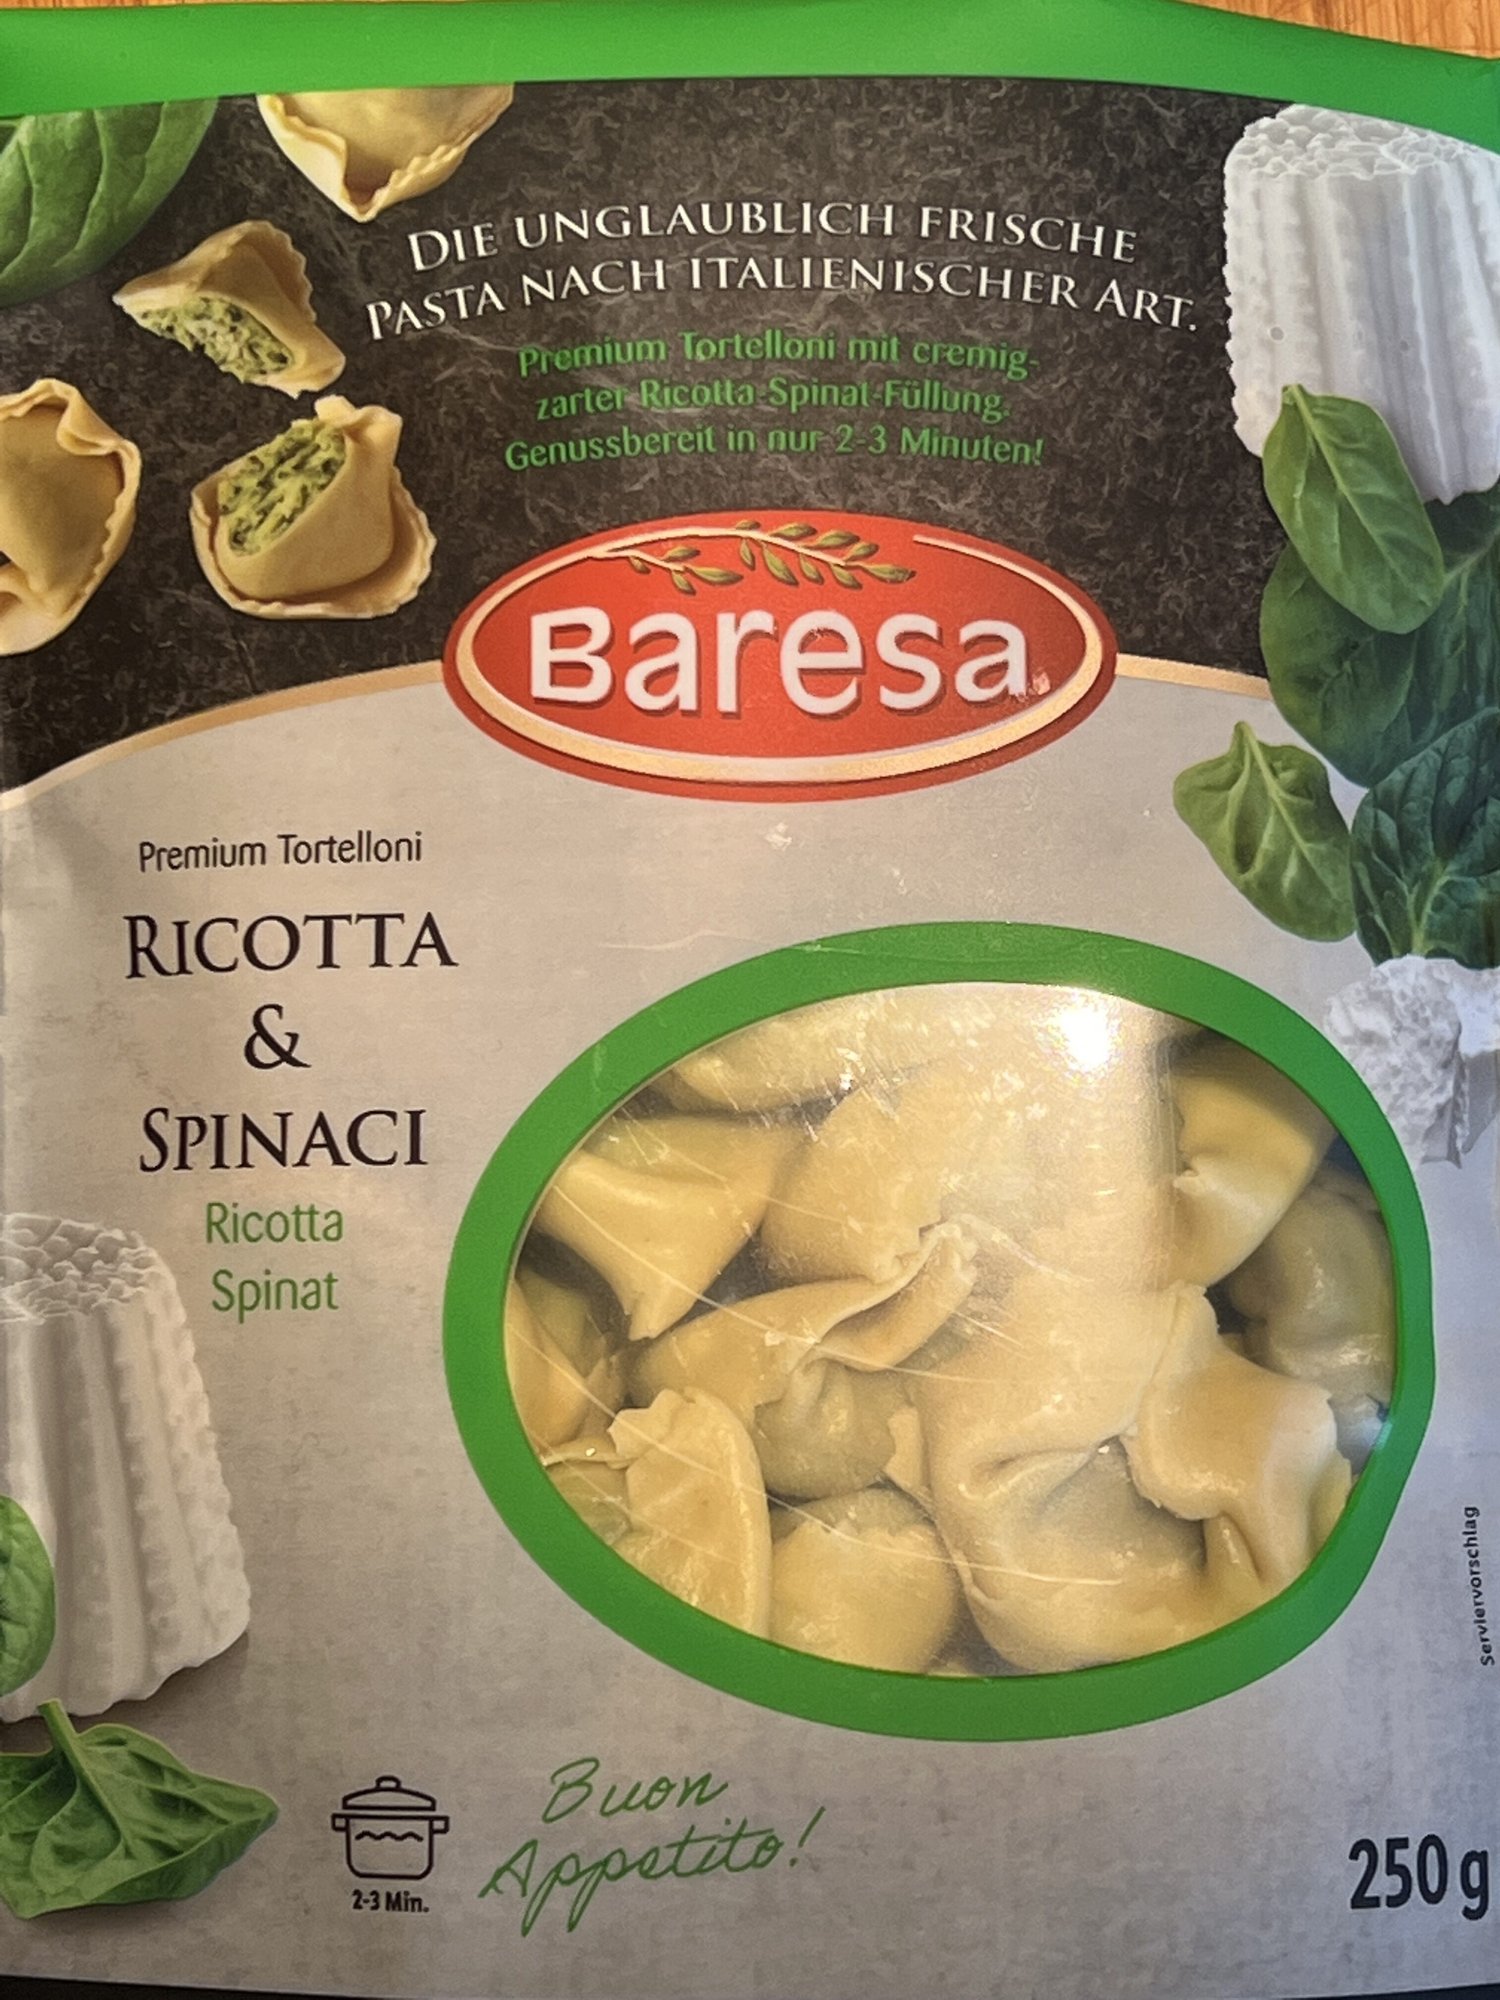 DIE UNGLAUBLICH FRISCHE
PASTA NACH ITALIENISCHER ART.
Premium Tortelloni mit cremig-
zarter Ricotta-Spinat-Füllung.
Genussbereit in nur 2-3 Minuten!
Baresa
Premium Tortelloni
RICOTTA
&
SPINACI
Ricotta
Spinat
Serviervorschlag
Buon
Appetito!
2-3 Min.
250 g